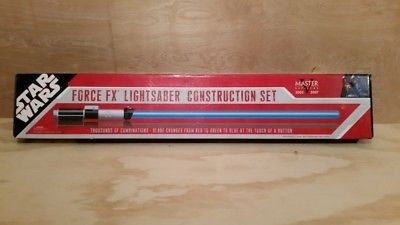 STAR
WARS
FORCE FX LIGHTSABER CONSTRUCTION SET
MASTER
REPLICAS
THOUSANDS OF COMBINATIONS - BLADE CHANGES FROM RED TO GREEN TO BLUE AT THE TOUCH OF A BUTTON